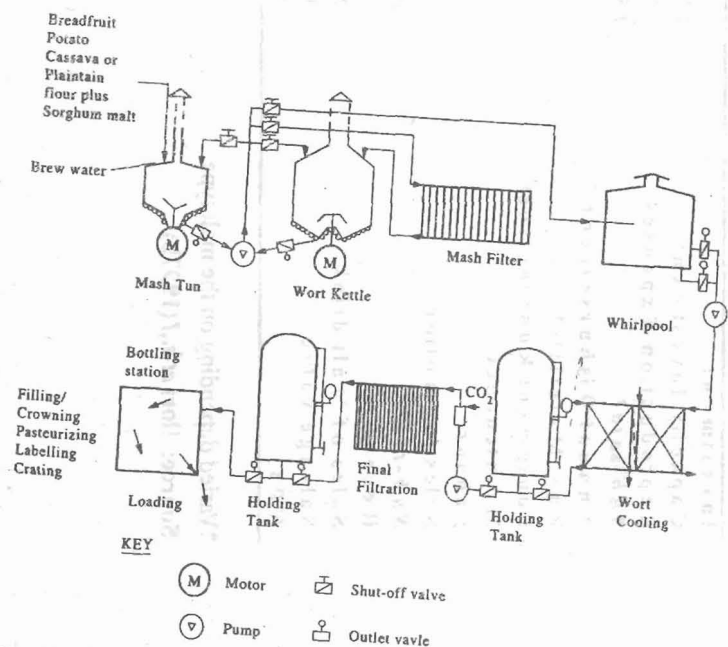 Breadfruit
Potato
Cassava or
Plaintain
flour plus
Sorghum malt
Brew water
M
Mash Tun
P
M
Wort Kettle
Mash Filter
Whirlpool
P
Bottling
station
Filling/
Crowning
Pasteurizing
Labelling
Crating
Loading
Holding
Tank
Final
Filtration
CO2
P
Holding
Tank
Wort
Cooling
KEY
M Motor
Shut-off valve
Pump
Outlet vavle